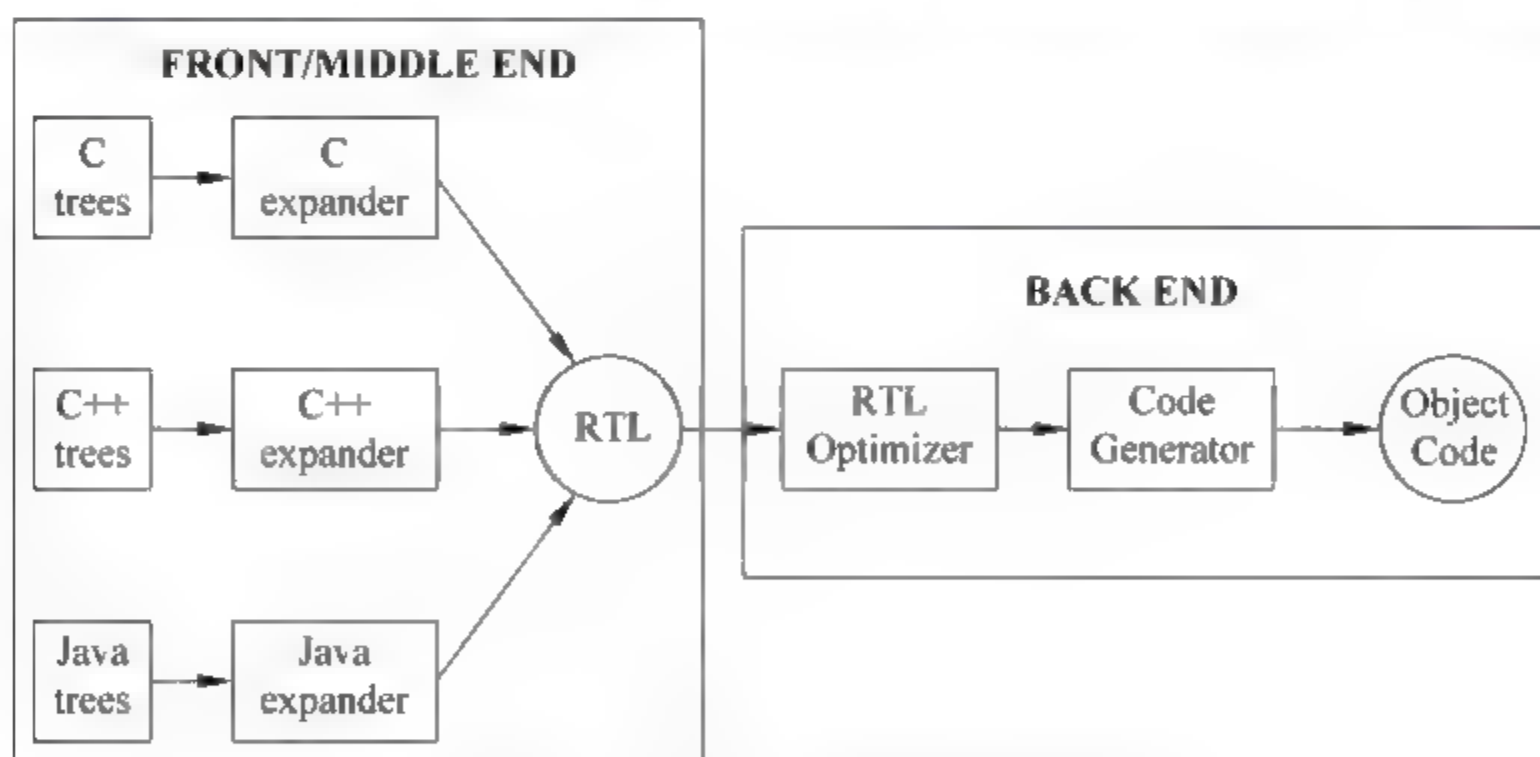 FRONT/MIDDLE END
C
trees
C
expander
C++
trees
C++
expander
Java
trees
Java
expander
RTL
BACK END
RTL
Optimizer
Code
Generator
Object
Code